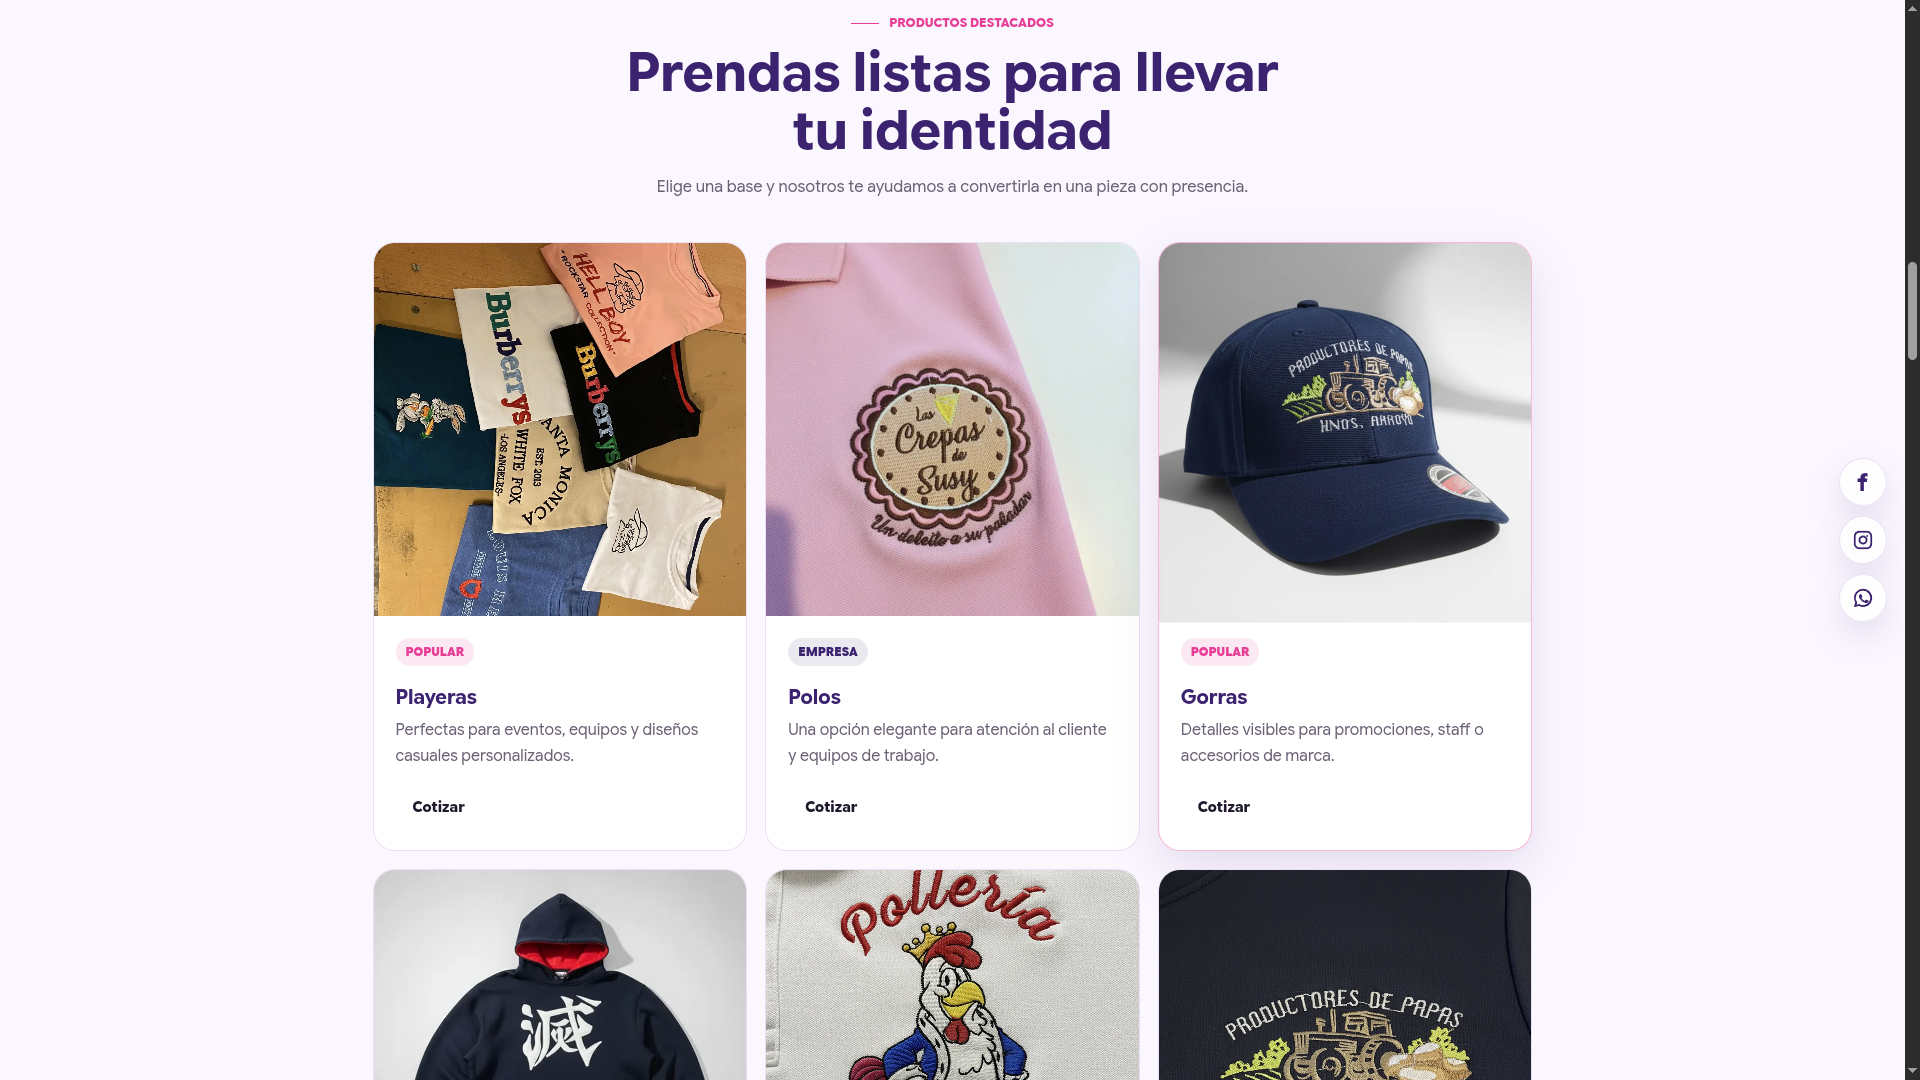 PRODUCTOS DESTACADOS
Prendas listas para llevar
tu identidad
Elige una base y nosotros te ayudamos a convertirla en una pieza con presencia.
HELL BOY
"ROCKSTAR COLLECTION"
Burberrys
Burberrys
SANTA MONICA
EST. 2013
WHITE FOX
-LOS ANGELES-
Las
Crepas
de
Susy
Un deleite a su paladar
PRODUCTORES DE PAPAS
HNOS. ARROYO
POPULAR
EMPRESA
POPULAR
Playeras
Polos
Gorras
Perfectas para eventos, equipos y diseños
casuales personalizados.
Una opción elegante para atención al cliente
y equipos de trabajo.
Detalles visibles para promociones, staff o
accesorios de marca.
Cotizar
Cotizar
Cotizar
滅
Pollería
PRODUCTORES DE PAPAS